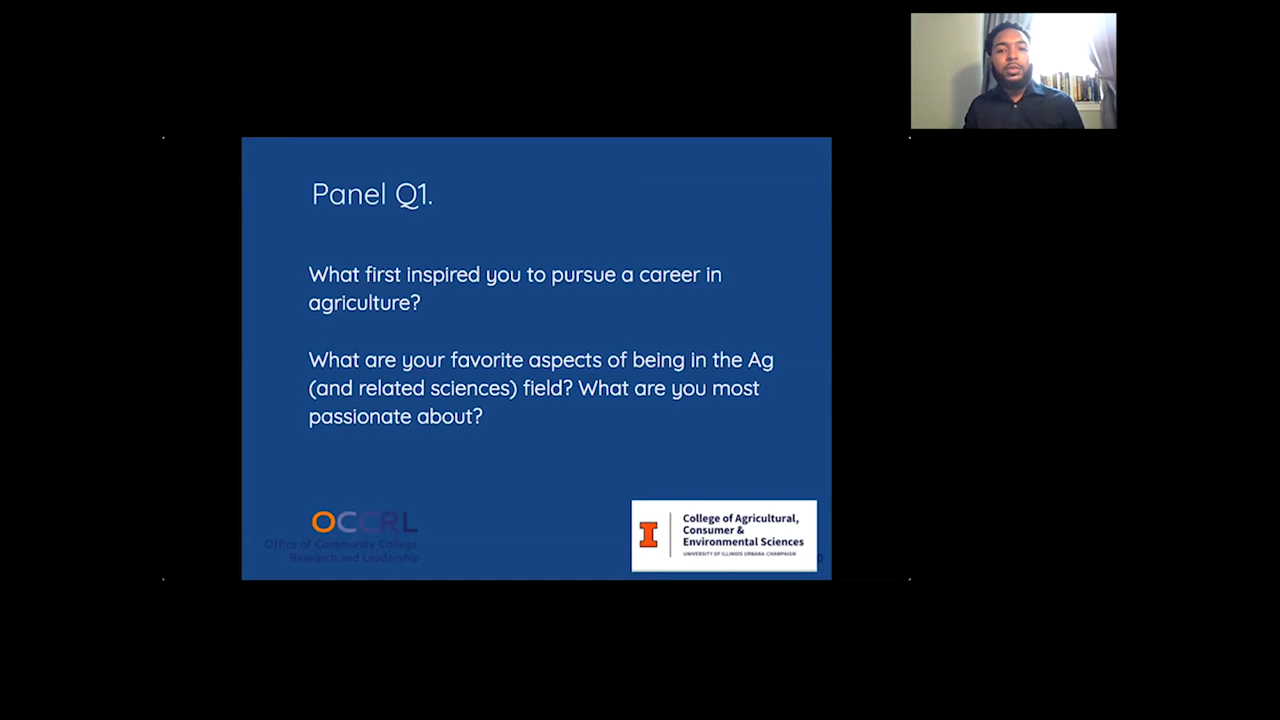 Panel Q1.
What first inspired you to pursue a career in
agriculture?
What are your favorite aspects of being in the Ag
(and related sciences) field? What are you most
passionate about?
OCCRL
Office of Community College
Research and Leadership
I
College of Agricultural,
Consumer &
Environmental Sciences
UNIVERSITY OF ILLINOIS URBANA-CHAMPAIGN